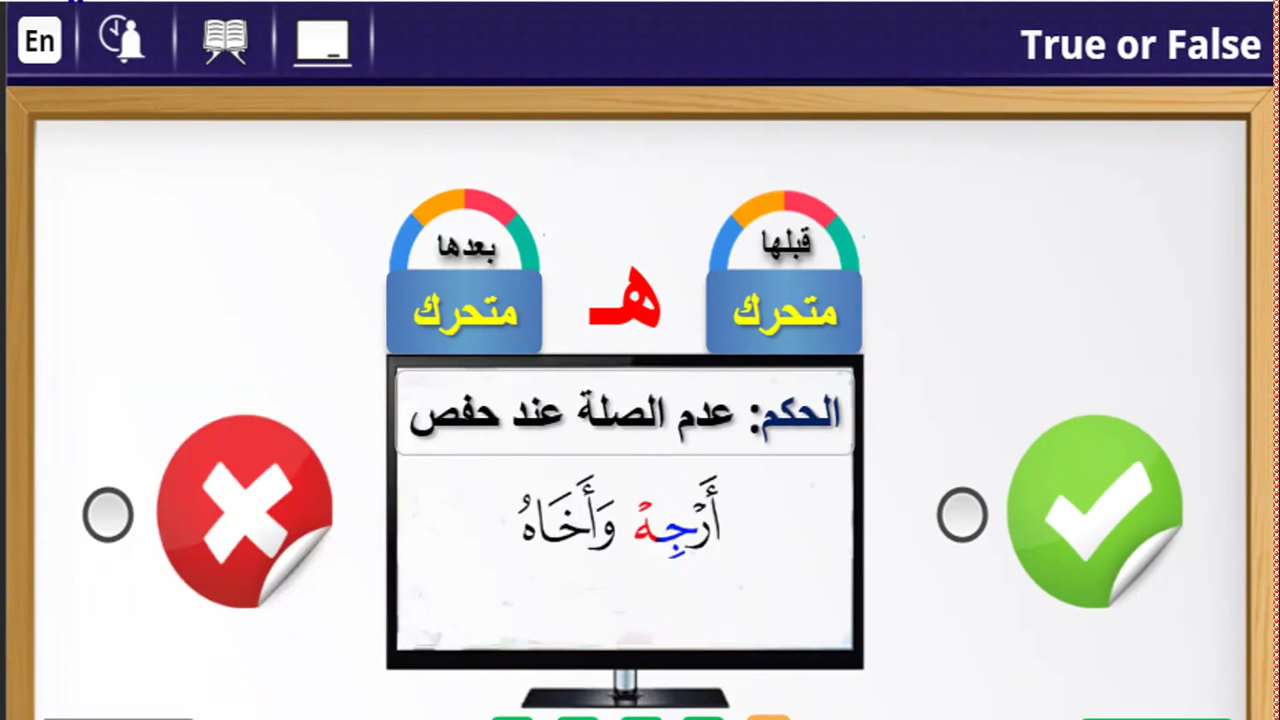 En
True or False
قبلها
بعدها
متحرك
هـ
متحرك
الحكم: عدم الصلة عند حفص
أَرْجِهْ وَأَخَاهُ